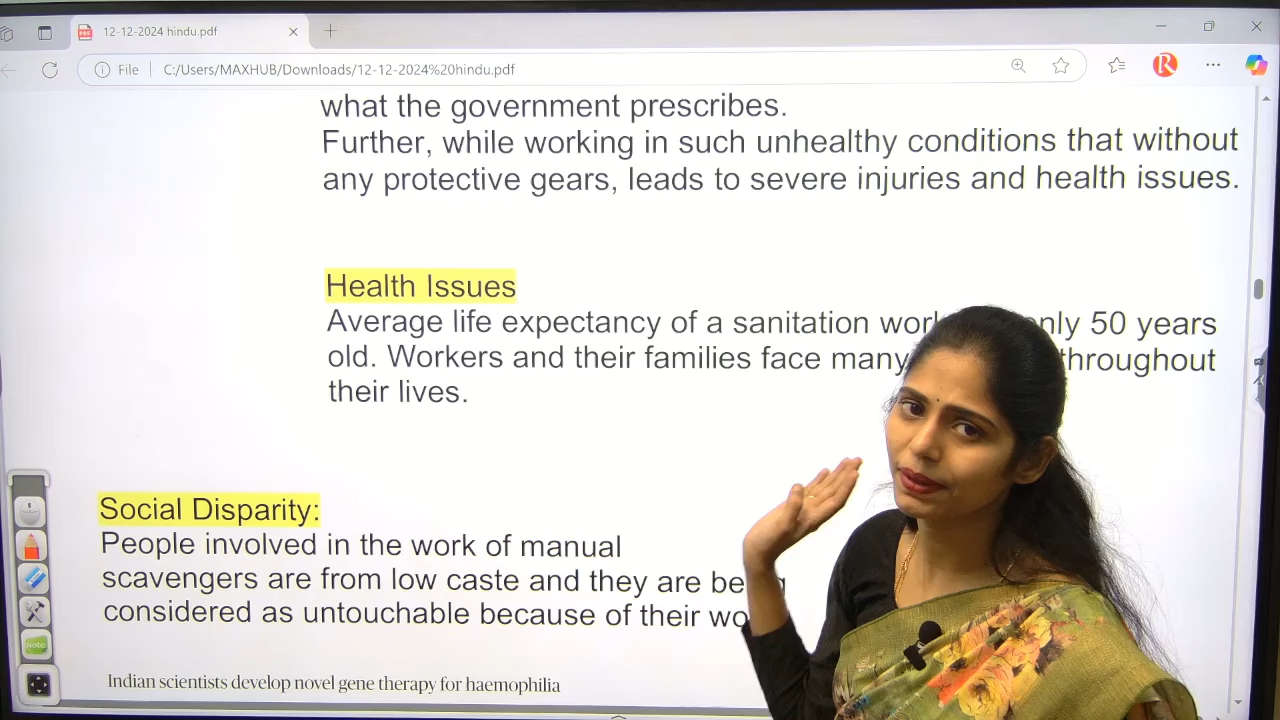 12-12-2024 hindu.pdf
File
C:/Users/MAXHUB/Downloads/12-12-2024%20hindu.pdf
what the government prescribes.
Further, while working in such unhealthy conditions that without
any protective gears, leads to severe injuries and health issues.
Health Issues
Average life expectancy of a sanitation only 50 years
old. Workers and their families face many throughout
their lives.
Social Disparity:
People involved in the work of manual
scavengers are from low caste and they are
considered as untouchable because of their
Indian scientists develop novel gene therapy for haemophilia
Note